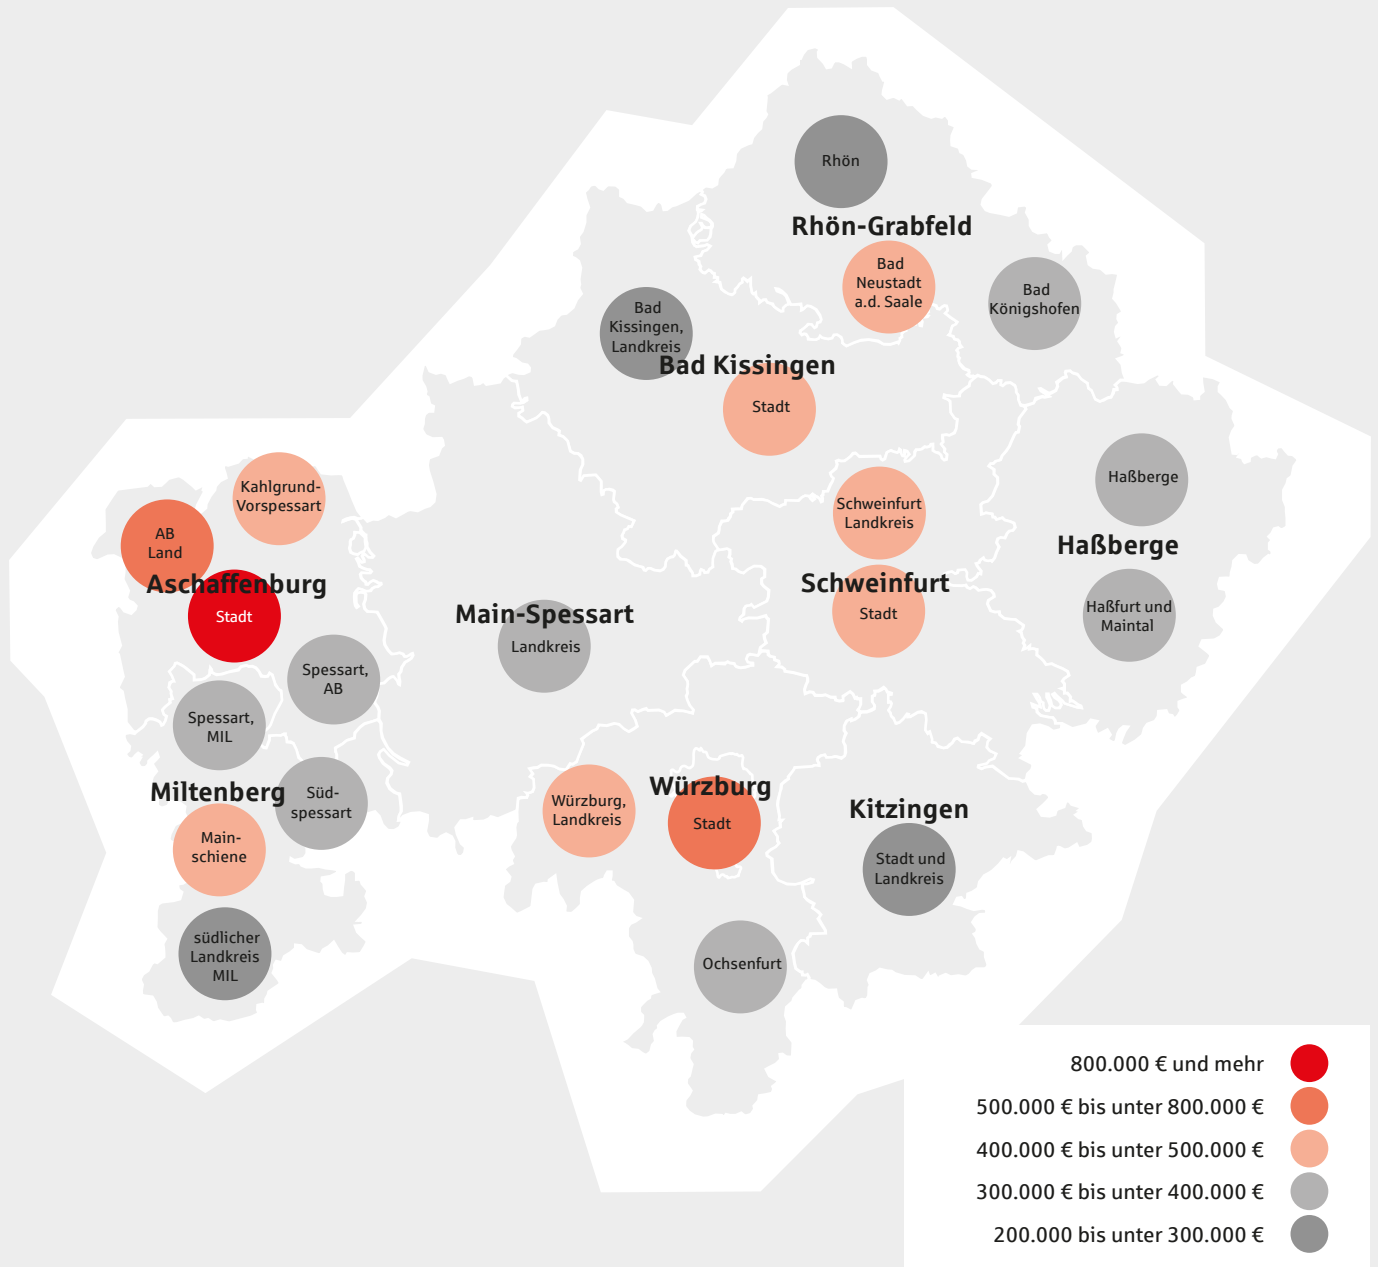 Rhön
Rhön-Grabfeld
Bad
Neustadt
a.d. Saale
Bad
Königshofen
Bad
Kissingen,
Landkreis
Bad Kissingen
Stadt
Kahlgrund-
Vorspessart
AB
Land
Aschaffenburg
Stadt
Spessart,
AB
Spessart,
MIL
Miltenberg
Süd-
spessart
Main-
schiene
südlicher
Landkreis
MIL
Main-Spessart
Landkreis
Schweinfurt
Landkreis
Schweinfurt
Stadt
Haßberge
Haßberge
Haßfurt und
Maintal
Würzburg,
Landkreis
Würzburg
Stadt
Ochsenfurt
Kitzingen
Stadt und
Landkreis
800.000 € und mehr
500.000 € bis unter 800.000 €
400.000 € bis unter 500.000 €
300.000 € bis unter 400.000 €
200.000 bis unter 300.000 €